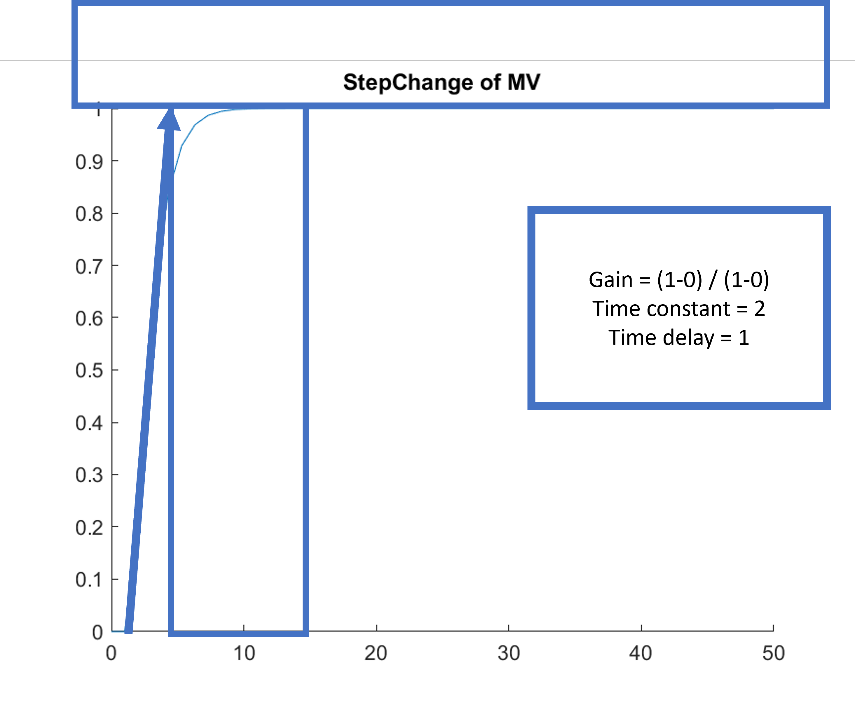 StepChange of MV
0.9
0.8
0.7
0.6
0.5
0.4
0.3
0.2
0.1
0
0 10 20 30 40 50
Gain = (1-0) / (1-0)
Time constant = 2
Time delay = 1